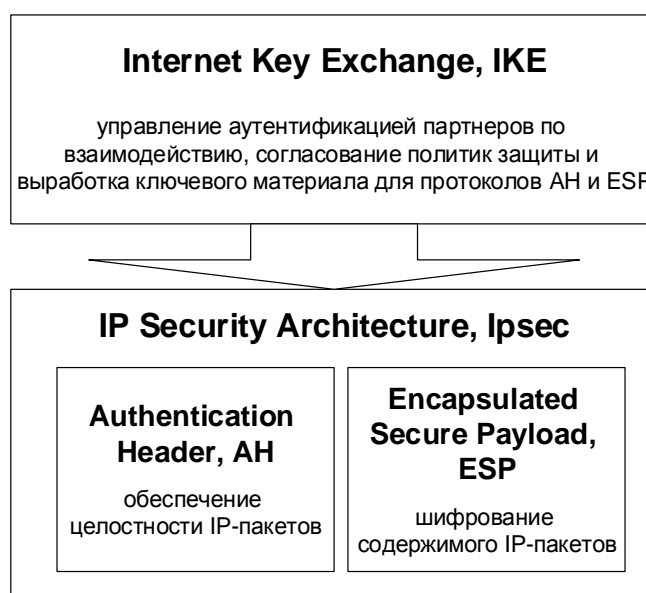 Internet Key Exchange, IKE
управление аутентификацией партнеров по
взаимодействию, согласование политик защиты и
выработка ключевого материала для протоколов AH и ESP
IP Security Architecture, Ipsec
Authentication
Header, AH
обеспечение
целостности IP-пакетов
Encapsulated
Secure Payload,
ESP
шифрование
содержимого IP-пакетов